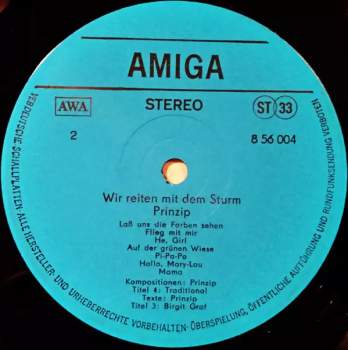 AMIGA
AWA
STEREO
ST 33
2
8 56 004
Wir reiten mit dem Sturm
Prinzip
Laß uns die Farben sehen
Flieg mit mir
He, Girl
Auf der grünen Wiese
Pi-Pa-Po
Hallo, Mary-Lou
Mama
Kompositionen: Prinzip
Titel 4: Traditional
Texte: Prinzip
Titel 3: Birgit Graf
VEB DEUTSCHE SCHALLPLATTEN · ALLE HERSTELLER- UND URHEBERRECHTE VORBEHALTEN · ÜBERSPIELUNG, ÖFFENTLICHE AUFFÜHRUNG UND RUNDFUNKSENDUNG VERBOTEN